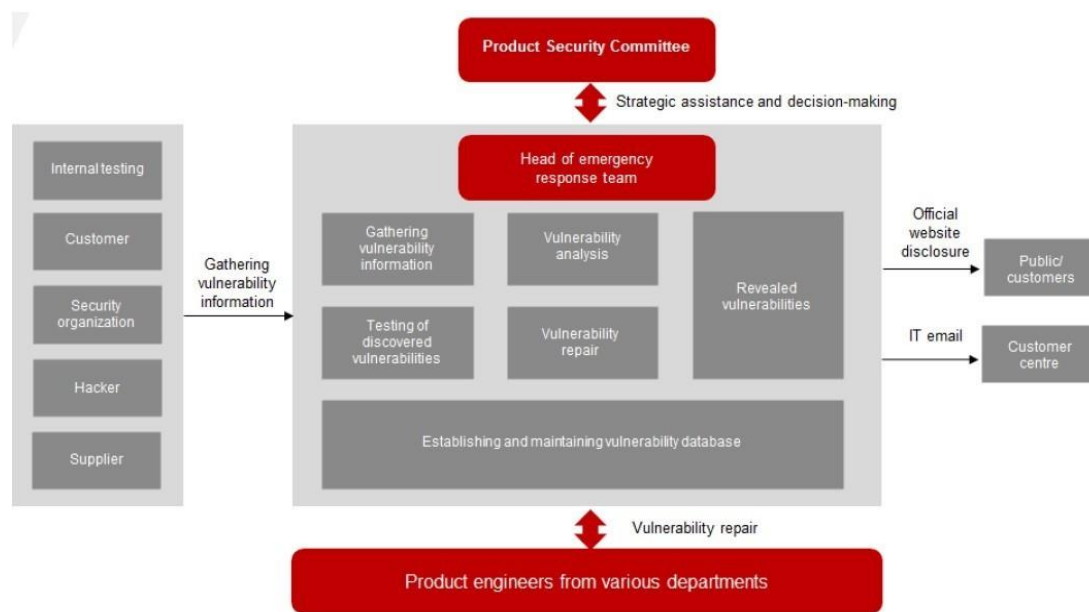 Product Security Committee
Strategic assistance and decision-making
Internal testing
Customer
Security
organization
Hacker
Supplier
Gathering
vulnerability
information
Head of emergency
response team
Gathering
vulnerability
information
Vulnerability
analysis
Testing of
discovered
vulnerabilities
Vulnerability
repair
Revealed
vulnerabilities
Establishing and maintaining vulnerability database
Official
website
disclosure
Public/
customers
IT email
Customer
centre
Vulnerability repair
Product engineers from various departments